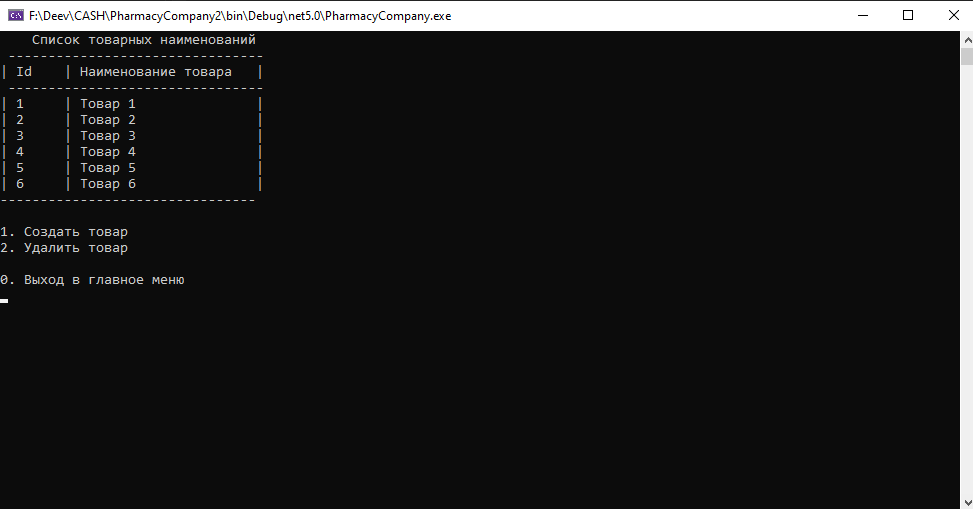 F:\Deev\CASH\PharmacyCompany2\bin\Debug\net5.0\PharmacyCompany.exe
Список товарных наименований
--------------------------------
| Id    | Наименование товара   |
--------------------------------
| 1     | Товар 1               |
| 2     | Товар 2               |
| 3     | Товар 3               |
| 4     | Товар 4               |
| 5     | Товар 5               |
| 6     | Товар 6               |
--------------------------------
1. Создать товар
2. Удалить товар
0. Выход в главное меню